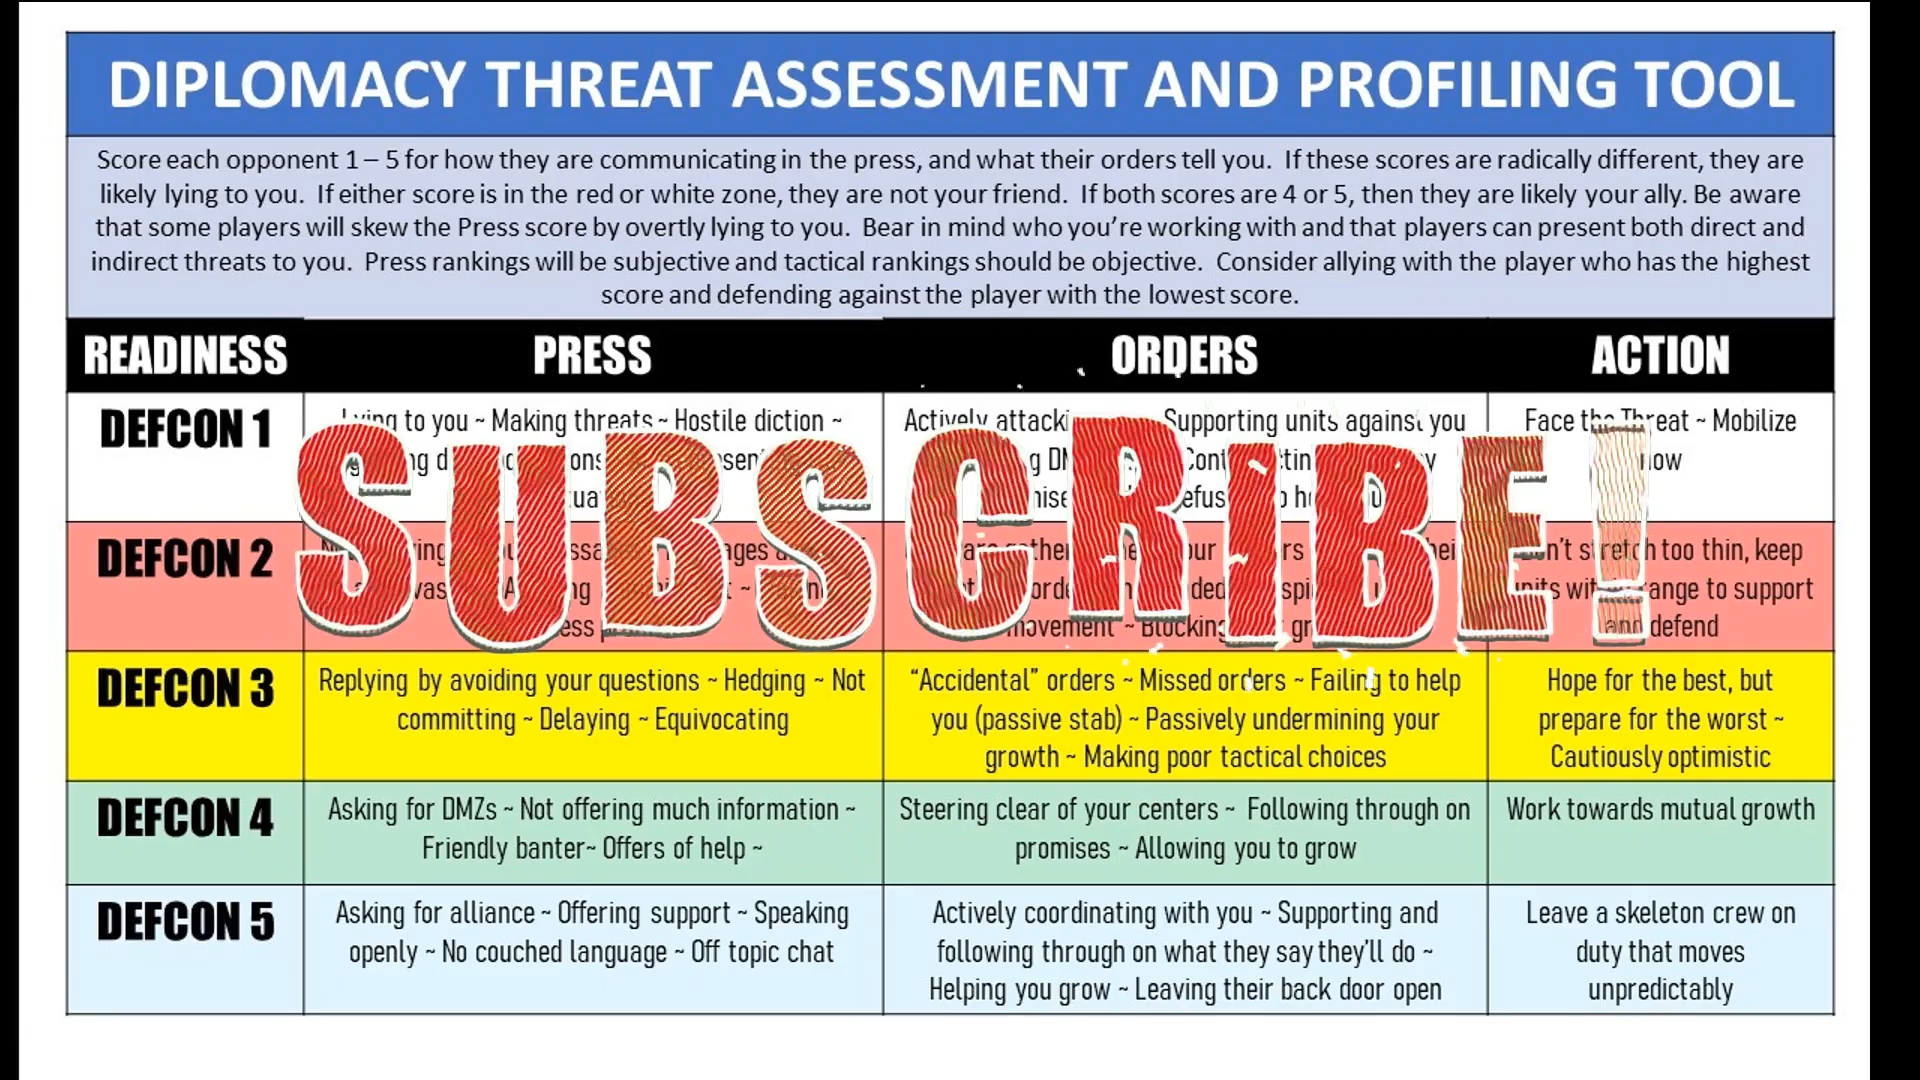 DIPLOMACY THREAT ASSESSMENT AND PROFILING TOOL
Score each opponent 1 – 5 for how they are communicating in the press, and what their orders tell you. If these scores are radically different, they are
likely lying to you. If either score is in the red or white zone, they are not your friend. If both scores are 4 or 5, then they are likely your ally. Be aware
that some players will skew the Press score by overtly lying to you. Bear in mind who you're working with and that players can present both direct and
indirect threats to you. Press rankings will be subjective and tactical rankings should be objective. Consider allying with the player who has the highest
score and defending against the player with the lowest score.
READINESS PRESS ORDERS ACTION
DEFCON 1
Lying to you ~ Making threats ~ Hostile diction ~
Actively Supporting units against you
Face the Threat ~ Mobilize
now
SUBSCRIBE!
DEFCON 2
movement ~ Blocking
Don't stretch too thin, keep
units within range to support
and defend
DEFCON 3
Replying by avoiding your questions ~ Hedging ~ Not
committing ~ Delaying ~ Equivocating
“Accidental” orders ~ Missed orders ~ Failing to help
you (passive stab) ~ Passively undermining your
growth ~ Making poor tactical choices
Hope for the best, but
prepare for the worst ~
Cautiously optimistic
DEFCON 4
Asking for DMZs ~ Not offering much information ~
Friendly banter~ Offers of help ~
Steering clear of your centers ~ Following through on
promises ~ Allowing you to grow
Work towards mutual growth
DEFCON 5
Asking for alliance ~ Offering support ~ Speaking
openly ~ No couched language ~ Off topic chat
Actively coordinating with you ~ Supporting and
following through on what they say they'll do ~
Helping you grow ~ Leaving their back door open
Leave a skeleton crew on
duty that moves
unpredictably